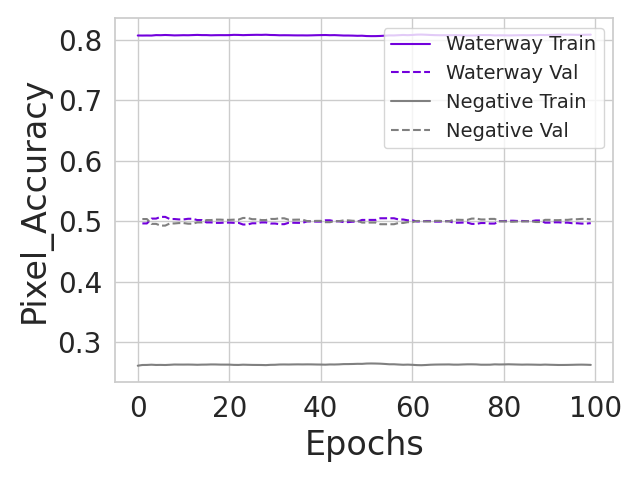 Pixel_Accuracy
0.8
0.7
0.6
0.5
0.4
0.3
Waterway Train
Waterway Val
Negative Train
Negative Val
0 20 40 60 80 100
Epochs